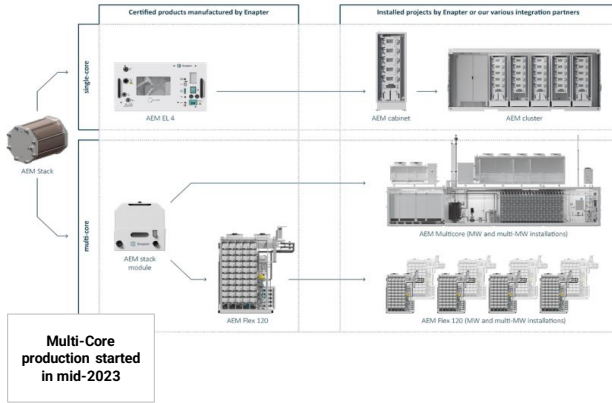 Certified products manufactured by Enapter
Installed projects by Enapter or our various integration partners
single-core
AEM EL 4
AEM cabinet
AEM cluster
AEM Stack
multi-core
Enapter
AEM stack
module
AEM Flex 120
AEM Multicore (MW and multi-MW installations)
AEM Flex 120 (MW and multi-MW installations)
Multi-Core
production started
in mid-2023